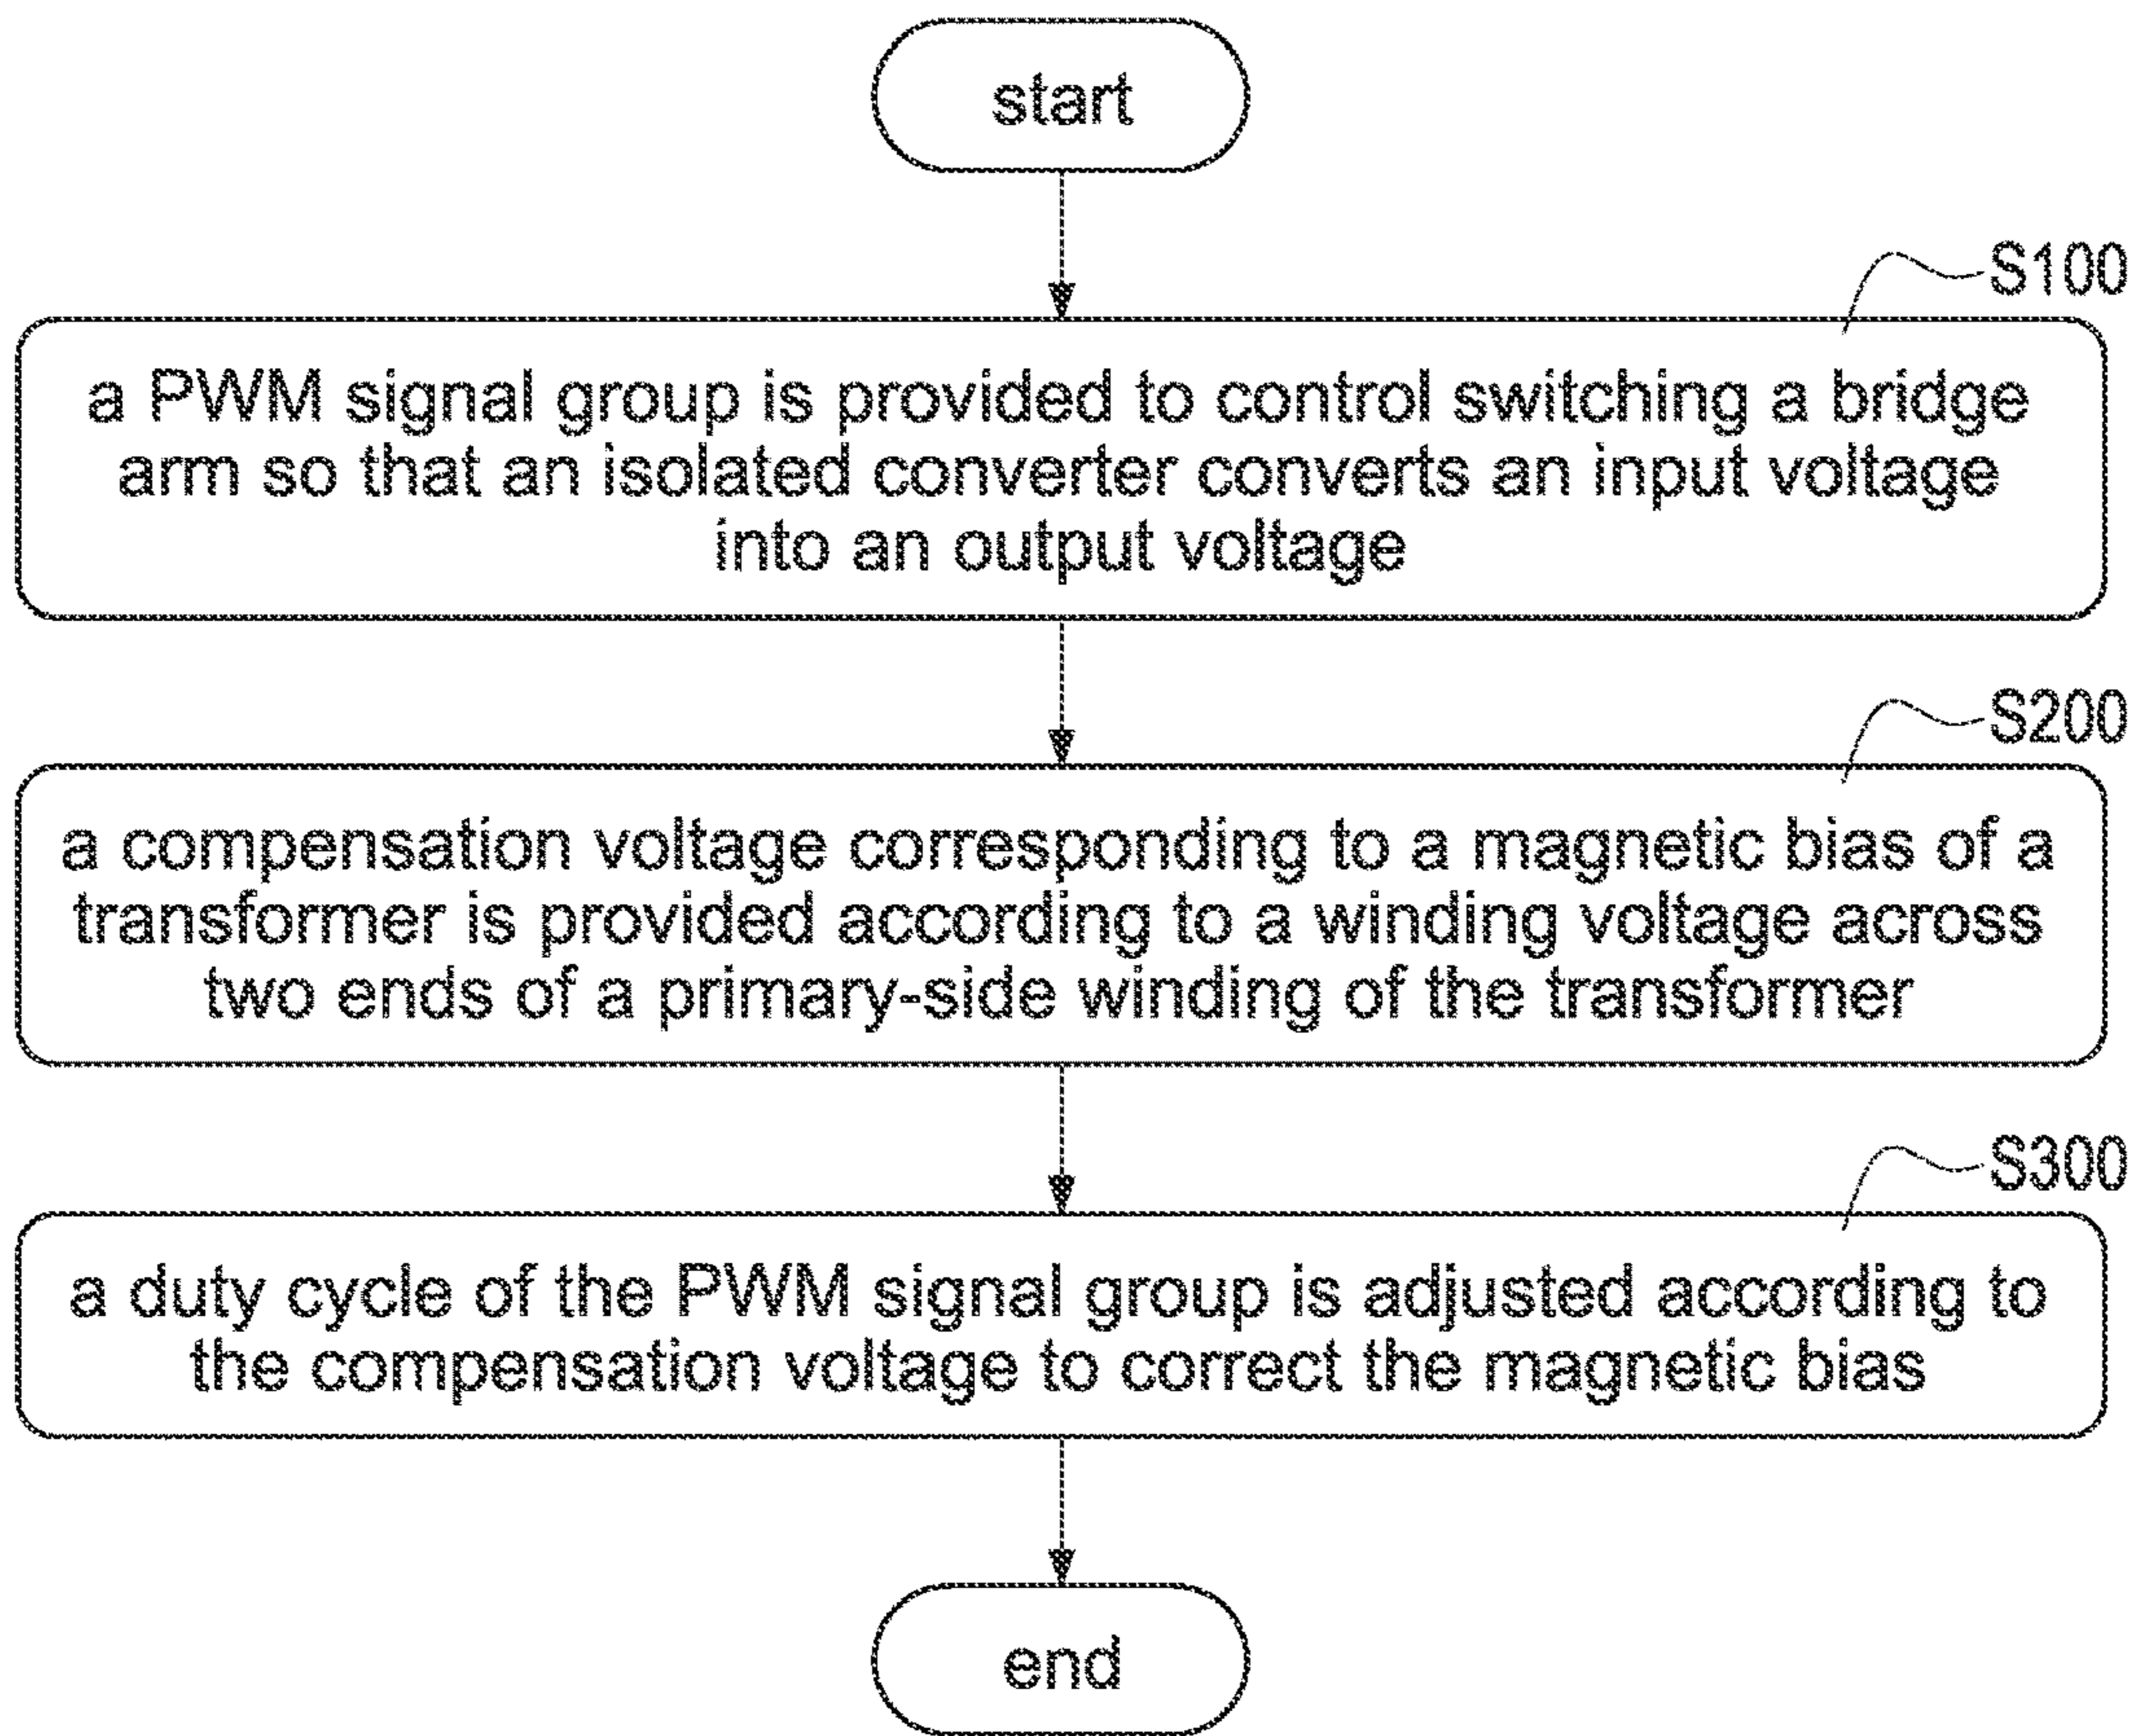 start
S100
a PWM signal group is provided to control switching a bridge
arm so that an isolated converter converts an input voltage
into an output voltage
S200
a compensation voltage corresponding to a magnetic bias of a
transformer is provided according to a winding voltage across
two ends of a primary-side winding of the transformer
S300
a duty cycle of the PWM signal group is adjusted according to
the compensation voltage to correct the magnetic bias
end